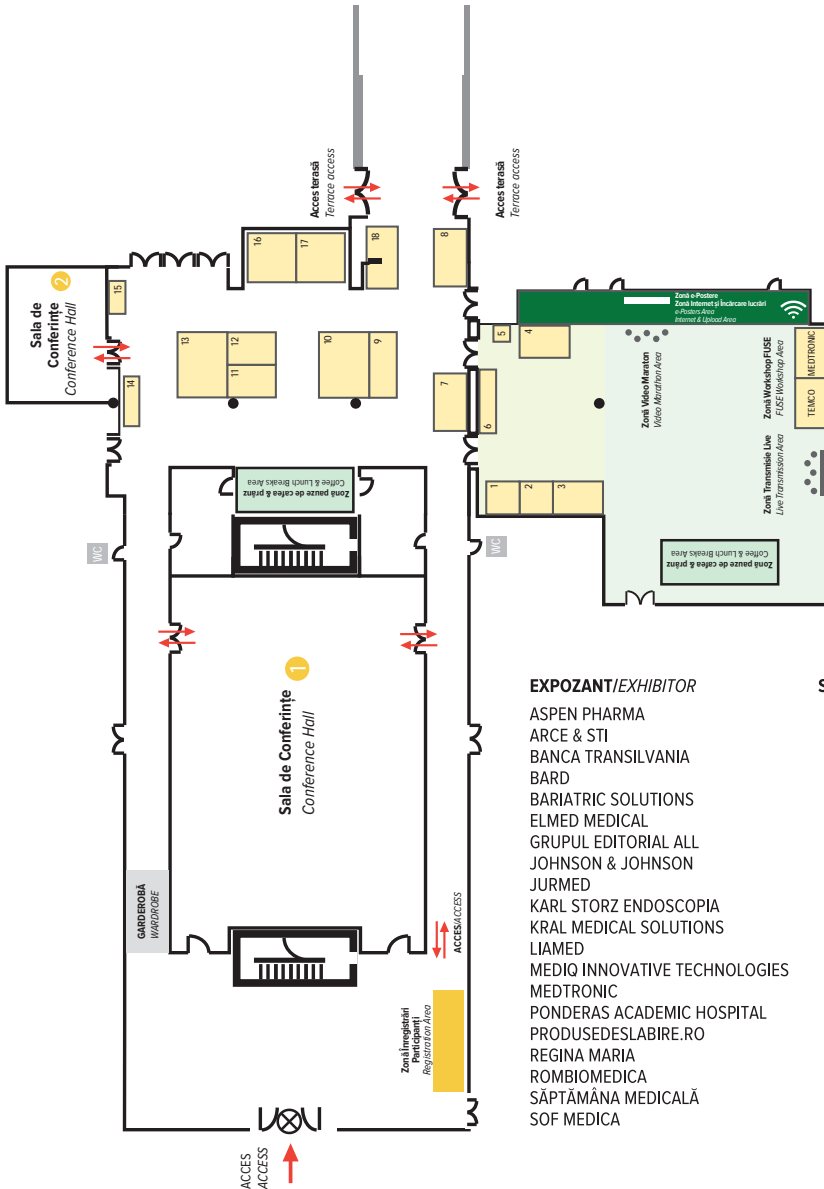 Acces terasă
Terrace access
Acces terasă
Terrace access
Sala de
Conferințe
Conference Hall
2
15
14
13
12
11
10
9
16
17
18
8
7
6
5
4
1
2
3
Zonă e-Postere
Zonă Internet și Încărcare lucrări
e-Posters Area
Internet & Upload Area
Zonă Video Maraton
Video Marathon Area
Zonă Workshop FUSE
FUSE Workshop Area
TEMCO
MEDTRONIC
Zonă Transmisie Live
Live Transmission Area
Zonă pauze de cafea & prânz
Coffee & Lunch Breaks Area
Zonă pauze de cafea & prânz
Coffee & Lunch Breaks Area
WC
WC
Sala de Conferințe
Conference Hall
1
GARDEROBĂ
WARDROBE
ACCES/ACCESS
Zonă Înregistrări
Participanți
Registration Area
ACCES
ACCESS
EXPOZANT/EXHIBITOR
S
ASPEN PHARMA
ARCE & STI
BANCA TRANSILVANIA
BARD
BARIATRIC SOLUTIONS
ELMED MEDICAL
GRUPUL EDITORIAL ALL
JOHNSON & JOHNSON
JURMED
KARL STORZ ENDOSCOPIA
KRAL MEDICAL SOLUTIONS
LIAMED
MEDIQ INNOVATIVE TECHNOLOGIES
MEDTRONIC
PONDERAS ACADEMIC HOSPITAL
PRODUSEDESLABIRE.RO
REGINA MARIA
ROMBIOMEDICA
SĂPTĂMÂNA MEDICALĂ
SOF MEDICA